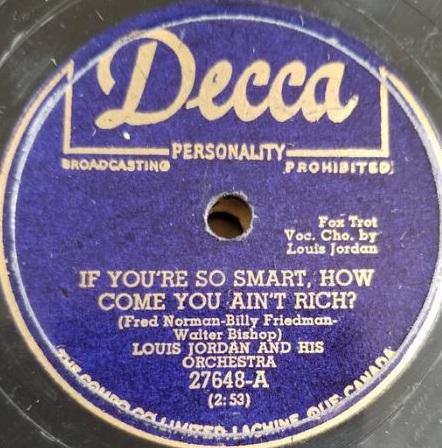 Decca
PERSONALITY
BROADCASTING PROHIBITED
Fox Trot
Voc. Cho. by
Louis Jordan
IF YOU'RE SO SMART, HOW
COME YOU AIN'T RICH?
(Fred Norman-Billy Friedman-
Walter Bishop)
LOUIS JORDAN AND HIS
ORCHESTRA
27648-A
(2:53)
THE COMPO CO. LIMITED, LACHINE, QUE. CANADA